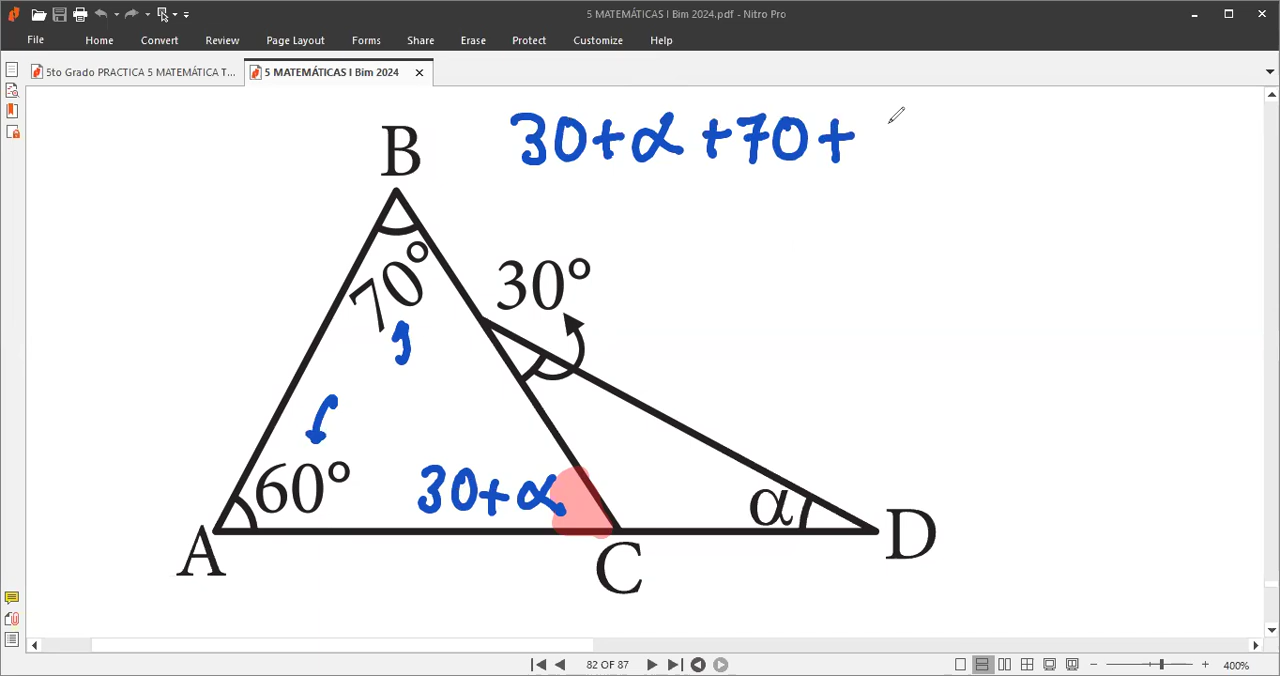 5 MATEMÁTICAS I Bim 2024.pdf - Nitro Pro
File Home Convert Review Page Layout Forms Share Erase Protect Customize Help
5to Grado PRACTICA 5 MATEMÁTICA T... 5 MATEMÁTICAS I Bim 2024
30+α+70+
B
70°
30°
60°
30+α
α
A
C
D
82 OF 87
400%